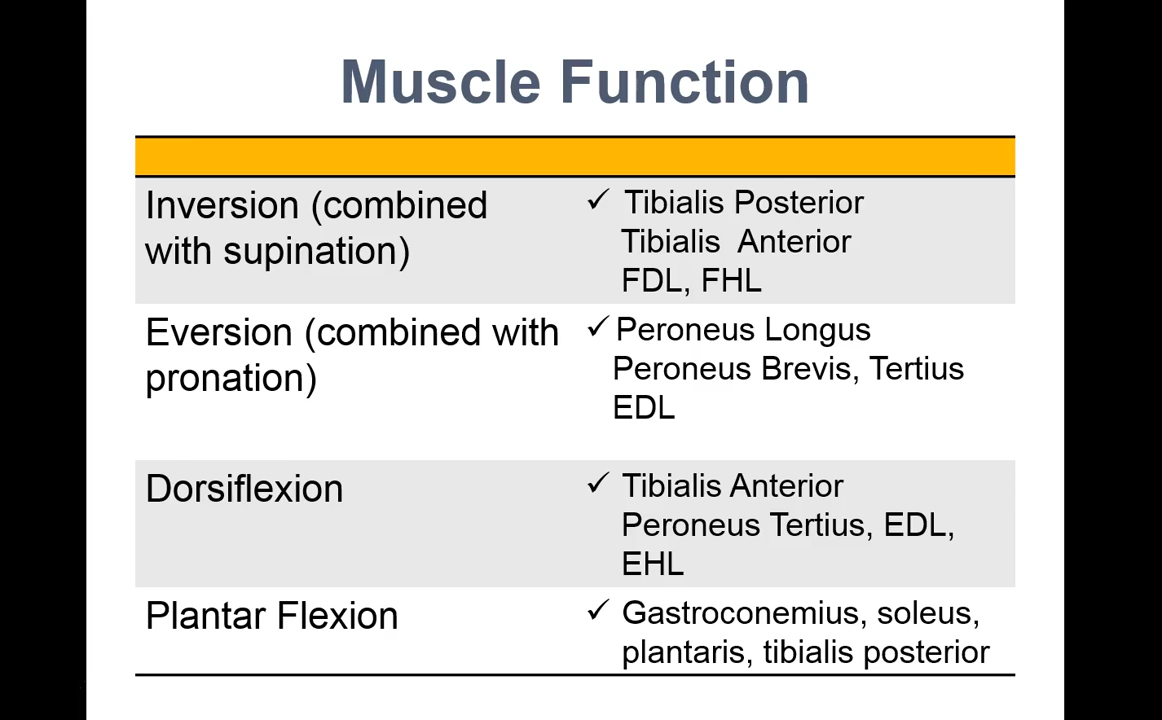 Muscle Function
Inversion (combined
with supination)
✓ Tibialis Posterior
Tibialis Anterior
FDL, FHL
Eversion (combined with
pronation)
✓ Peroneus Longus
Peroneus Brevis, Tertius
EDL
Dorsiflexion
✓ Tibialis Anterior
Peroneus Tertius, EDL,
EHL
Plantar Flexion
✓ Gastroconemius, soleus,
plantaris, tibialis posterior